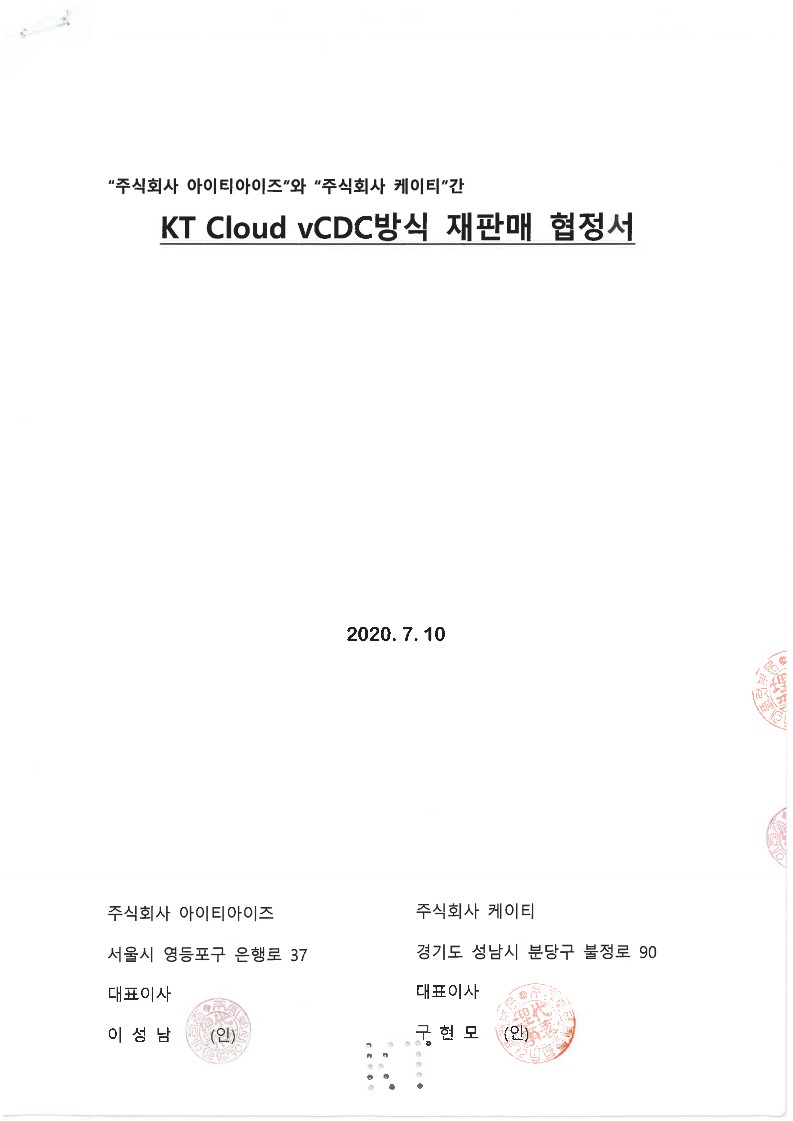 “주식회사 아이티아이즈”와 “주식회사 케이티”간
KT Cloud vCDC방식 재판매 협정서
2020. 7. 10
주식회사 아이티아이즈
서울시 영등포구 은행로 37
대표이사
이 성 남 (인)
주식회사 케이티
경기도 성남시 분당구 불정로 90
대표이사
구 현 모 (인)
KT